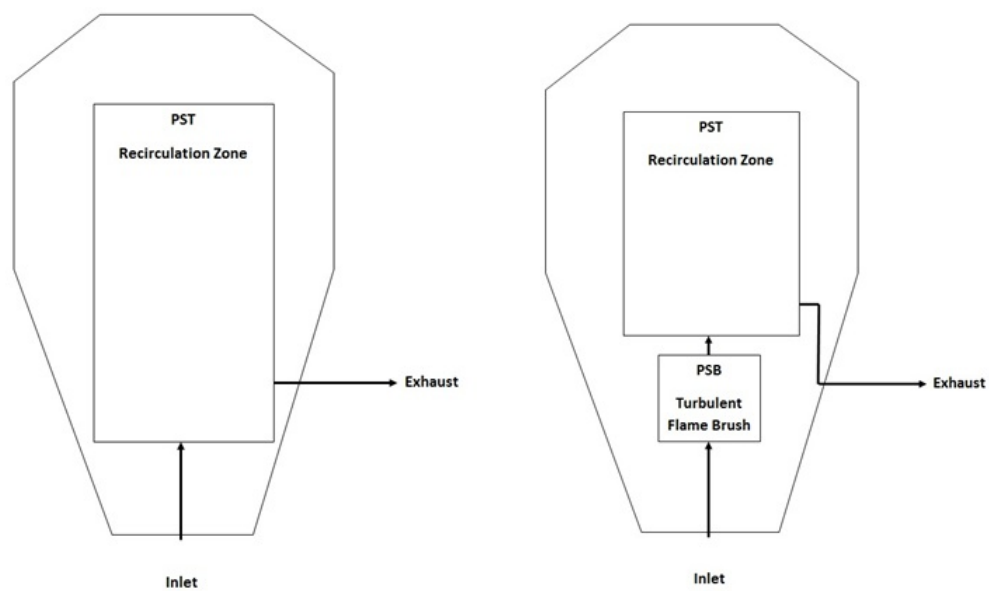 PST
Recirculation Zone
Exhaust
Inlet
PST
Recirculation Zone
PSB
Turbulent
Flame Brush
Exhaust
Inlet